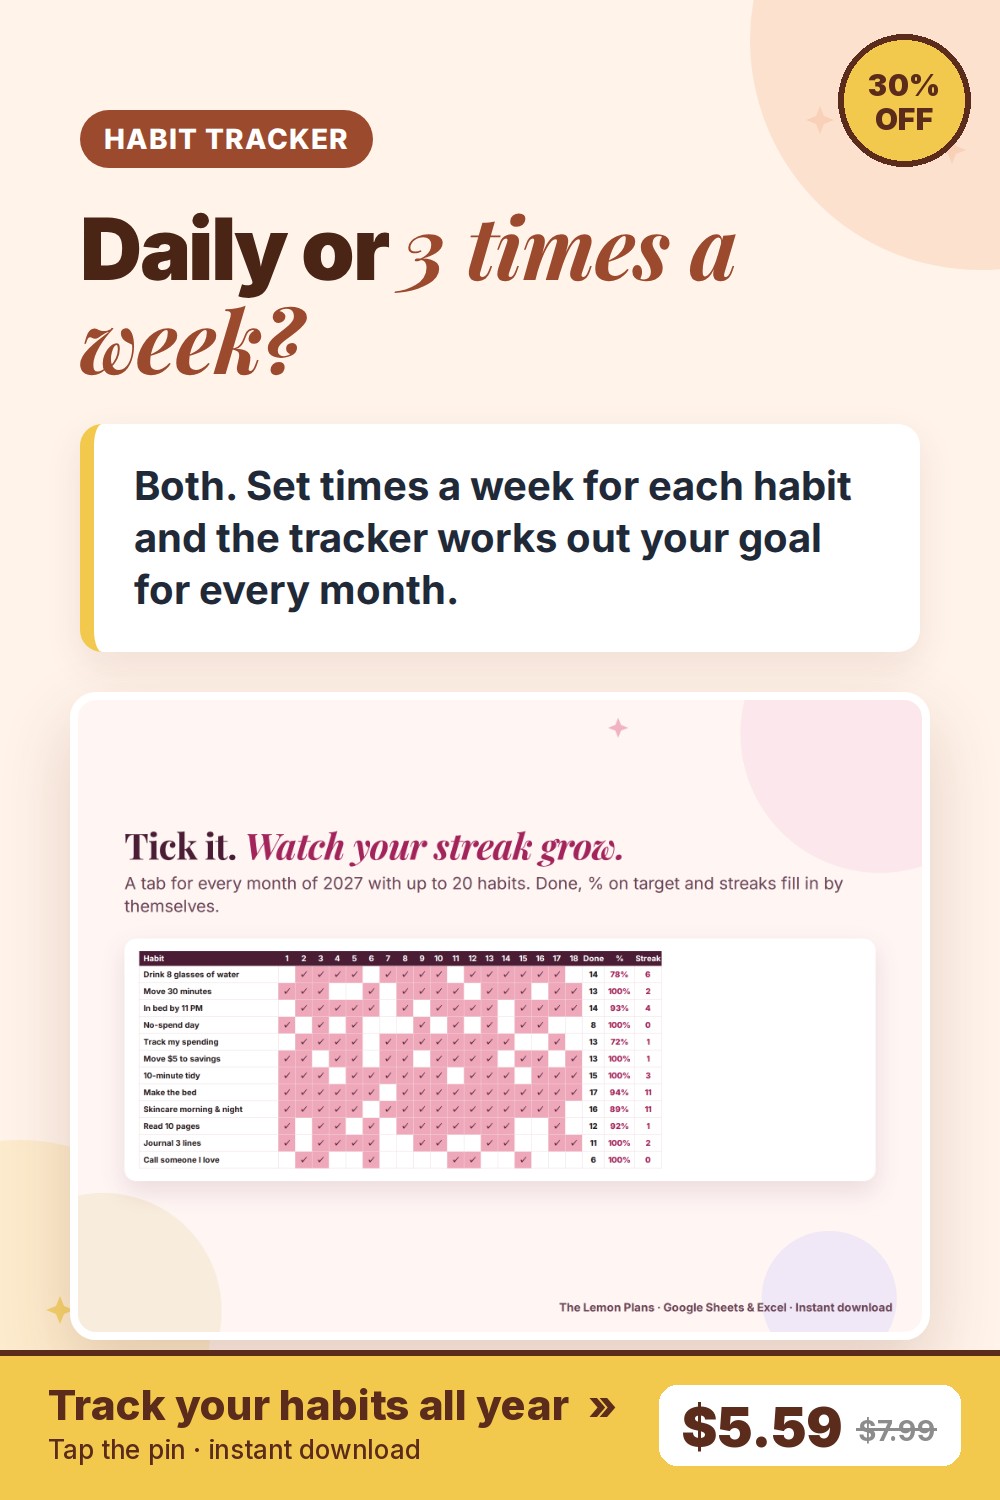 30%
OFF
HABIT TRACKER
Daily or 3 times a
week?
Both. Set times a week for each habit
and the tracker works out your goal
for every month.
Tick it. Watch your streak grow.
A tab for every month of 2027 with up to 20 habits. Done, % on target and streaks fill in by
themselves.
Habit 1 2 3 4 5 6 7 8 9 10 11 12 13 14 15 16 17 18 Done % Streak
Drink 8 glasses of water ✓ ✓ ✓ ✓ ✓ ✓ ✓ ✓ ✓ ✓ ✓ ✓ ✓ ✓ 14 78% 6
Move 30 minutes ✓ ✓ ✓ ✓ ✓ ✓ ✓ ✓ ✓ ✓ ✓ ✓ ✓ 13 100% 2
In bed by 11 PM ✓ ✓ ✓ ✓ ✓ ✓ ✓ ✓ ✓ ✓ ✓ ✓ ✓ ✓ 14 93% 4
No-spend day ✓ ✓ ✓ ✓ ✓ ✓ ✓ ✓ 8 100% 0
Track my spending ✓ ✓ ✓ ✓ ✓ ✓ ✓ ✓ ✓ ✓ ✓ ✓ ✓ 13 72% 1
Move $5 to savings ✓ ✓ ✓ ✓ ✓ ✓ ✓ ✓ ✓ ✓ ✓ ✓ ✓ 13 100% 1
10-minute tidy ✓ ✓ ✓ ✓ ✓ ✓ ✓ ✓ ✓ ✓ ✓ ✓ ✓ ✓ ✓ 15 100% 3
Make the bed ✓ ✓ ✓ ✓ ✓ ✓ ✓ ✓ ✓ ✓ ✓ ✓ ✓ ✓ ✓ ✓ ✓ 17 94% 11
Skincare morning & night ✓ ✓ ✓ ✓ ✓ ✓ ✓ ✓ ✓ ✓ ✓ ✓ ✓ ✓ ✓ ✓ 16 89% 11
Read 10 pages ✓ ✓ ✓ ✓ ✓ ✓ ✓ ✓ ✓ ✓ ✓ ✓ 12 92% 1
Journal 3 lines ✓ ✓ ✓ ✓ ✓ ✓ ✓ ✓ ✓ ✓ ✓ 11 100% 2
Call someone I love ✓ ✓ ✓ ✓ ✓ ✓ 6 100% 0
The Lemon Plans · Google Sheets & Excel · Instant download
Track your habits all year »
Tap the pin · instant download
$5.59 $7.99